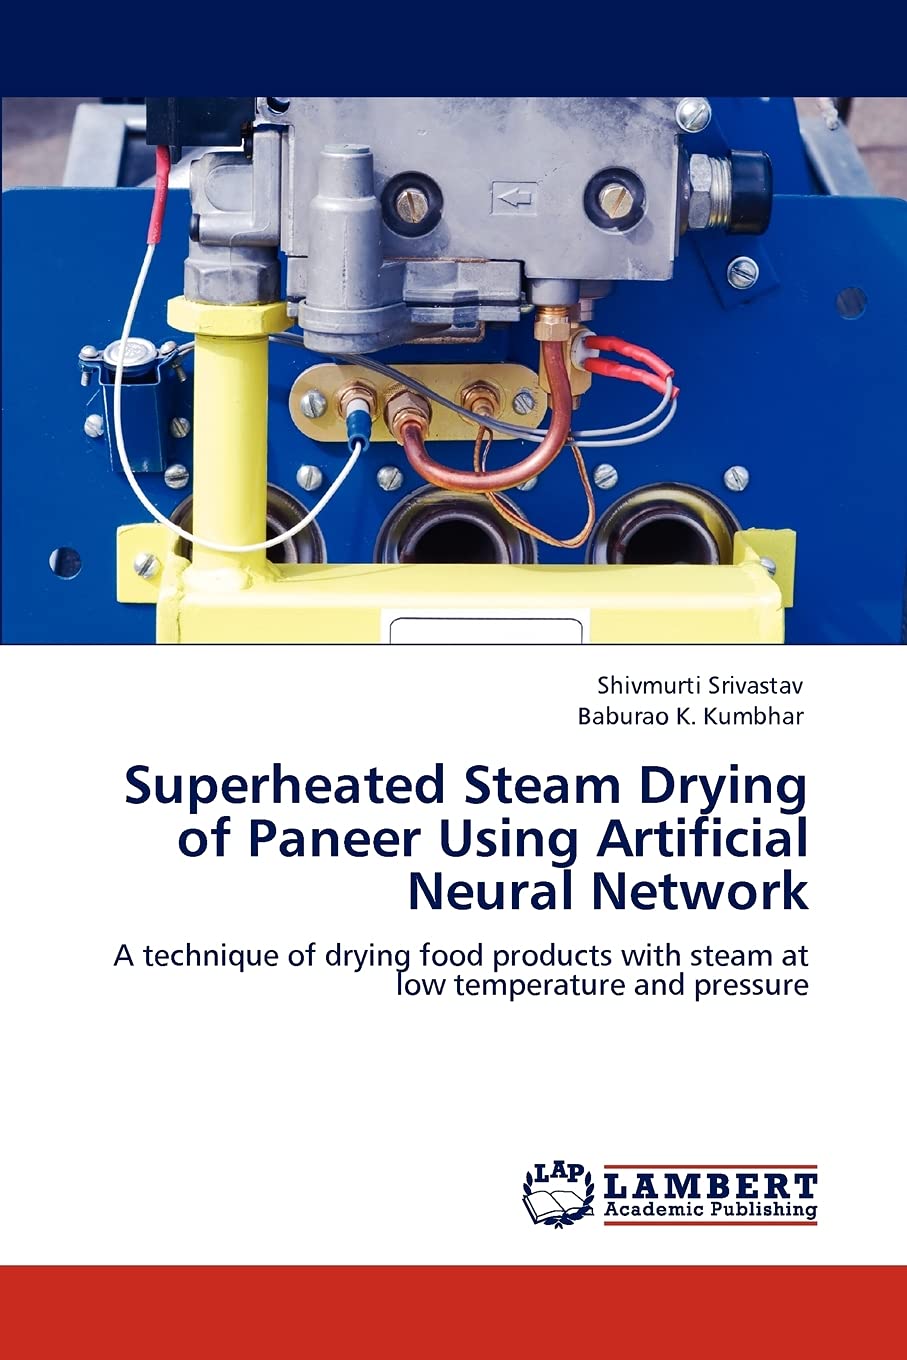 Shivmurti Srivastav
Baburao K. Kumbhar
Superheated Steam Drying
of Paneer Using Artificial
Neural Network
A technique of drying food products with steam at
low temperature and pressure
LAP
LAMBERT
Academic Publishing